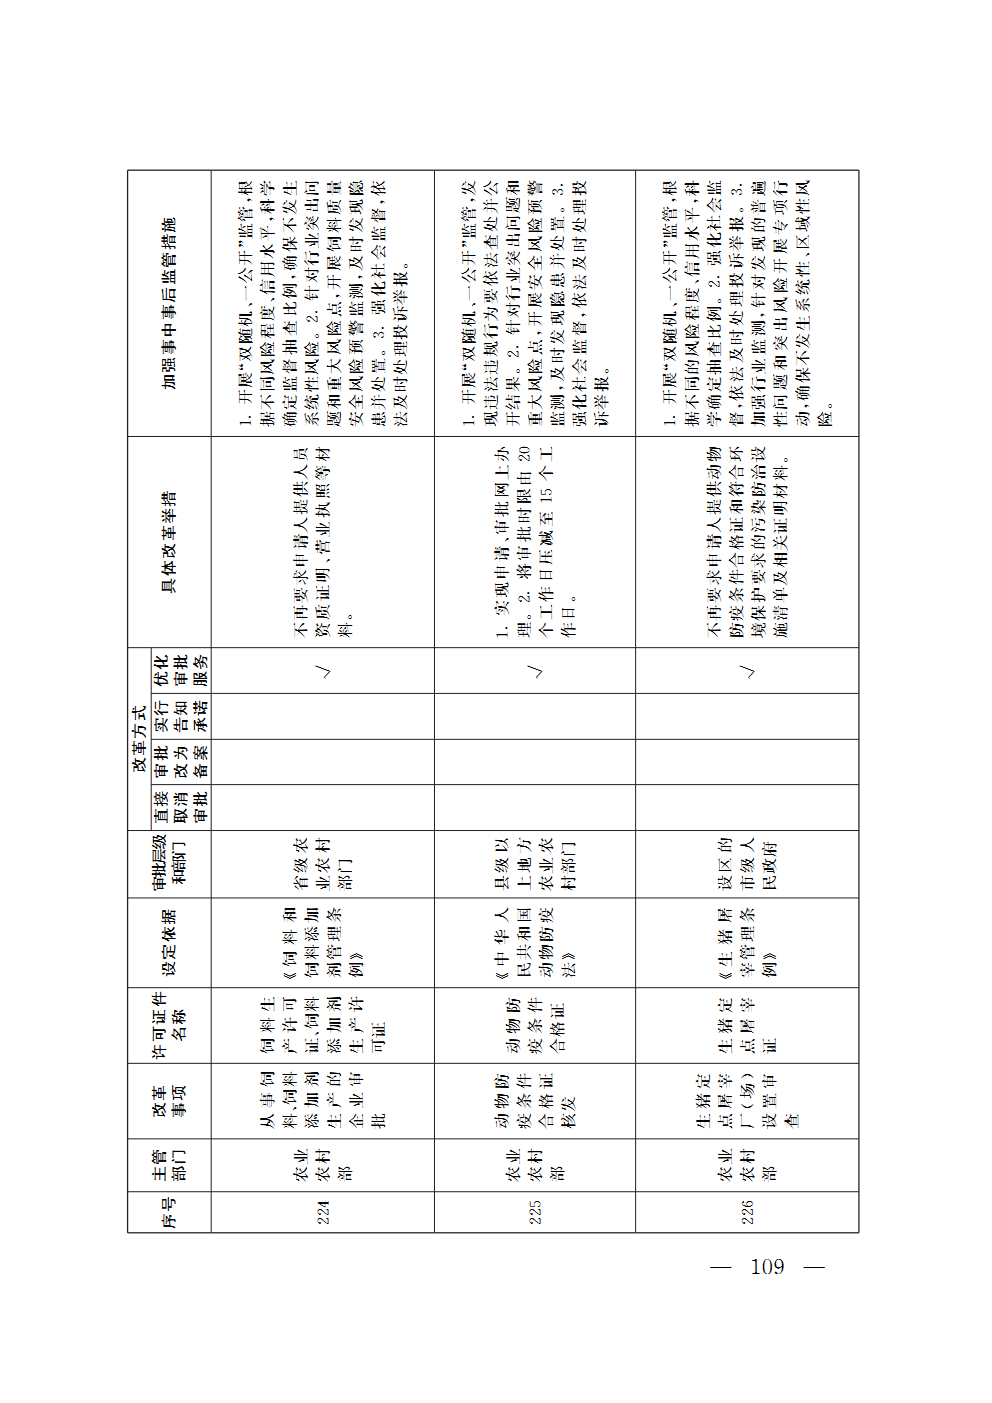 序号
主管
部门
改革
事项
许可证件
名称
设定依据
审批层级
和部门
改革方式
直接
取消
审批
审批
改为
备案
实行
告知
承诺
优化
审批
服务
具体改革举措
加强事中事后监管措施
224
农业
农村
部
从事饲
料、饲料
添加剂
生产的
企业审
批
饲料生
产许可
证、饲料
添加剂
生产许
可证
《饲料和
饲料添加
剂管理条
例》
省级农
业农村
部门
√
不再要求申请人提供人员
资质证明、营业执照等材
料。
1. 开展“双随机、一公开”监管,根
据不同风险程度、信用水平,科学
确定监督抽查比例,确保不发生
系统性风险。2. 针对行业突出问
题和重大风险点,开展饲料质量
安全风险预警监测,及时发现隐
患并处置。3. 强化社会监督,依
法及时处理投诉举报。
225
农业
农村
部
动物防
疫条件
合格证
核发
动物防
疫条件
合格证
《中华人
民共和国
动物防疫
法》
县级以
上地方
农业农
村部门
√
1. 实现申请、审批网上办
理。2. 将审批时限由 20
个工作日压减至 15 个工
作日。
1. 开展“双随机、一公开”监管,发
现违法违规行为要依法查处并公
开结果。2. 针对行业突出问题和
重大风险点,开展安全风险预警
监测,及时发现隐患并处置。3.
强化社会监督,依法及时处理投
诉举报。
226
农业
农村
部
生猪定
点屠宰
厂(场)
设置审
查
生猪定
点屠宰
证
《生猪屠
宰管理条
例》
设区的
市级人
民政府
√
不再要求申请人提供动物
防疫条件合格证和符合环
境保护要求的污染防治设
施清单及相关证明材料。
1. 开展“双随机、一公开”监管,根
据不同的风险程度、信用水平,科
学确定抽查比例。2. 强化社会监
督,依法及时处理投诉举报。3.
加强行业监测,针对发现的普遍
性问题和突出风险开展专项行
动,确保不发生系统性、区域性风
险。
— 109 —